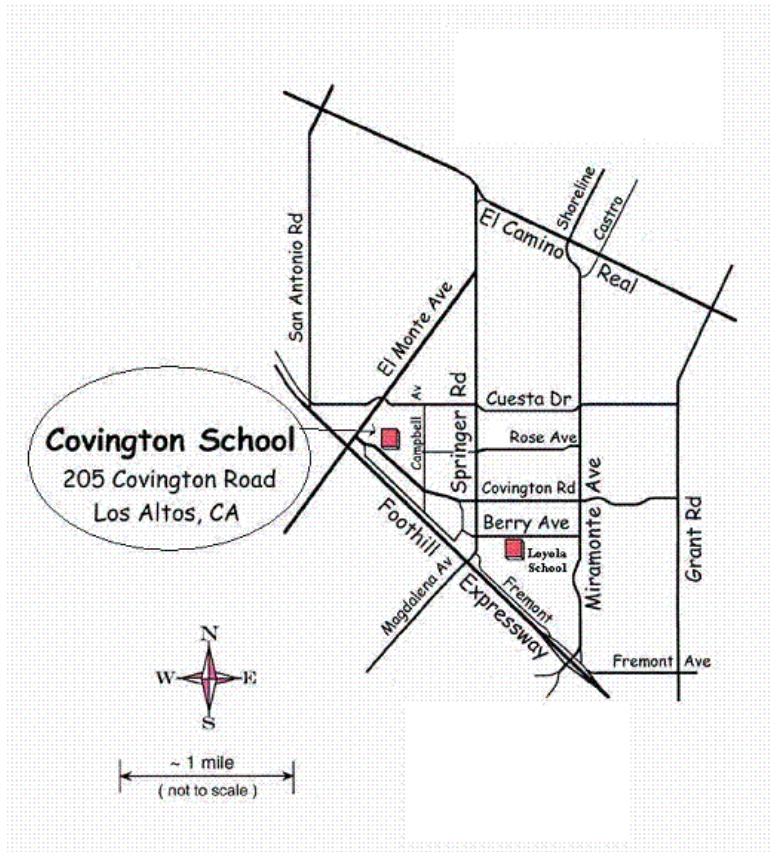 Shoreline
Castro
El Camino
Real
San Antonio Rd
El Monte Ave
Av
Campbell
Springer Rd
Cuesta Dr
Rose Ave
Covington School
205 Covington Road
Los Altos, CA
Covington Rd
Berry Ave
Miramonte Ave
Grant Rd
Foothill
Expressway
Loyola
School
Magdalena Av
Fremont
Fremont Ave
N
W E
S
~ 1 mile
( not to scale )